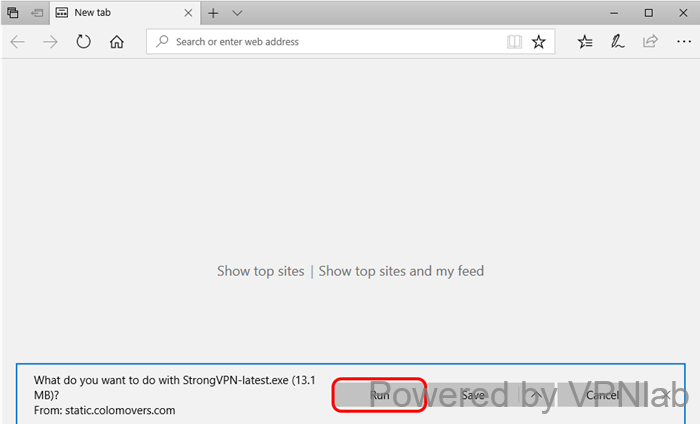 New tab
Search or enter web address
Show top sites | Show top sites and my feed
What do you want to do with StrongVPN-latest.exe (13.1
MB)?
From: static.colomovers.com
Run Save Cancel
Powered by VPNlab